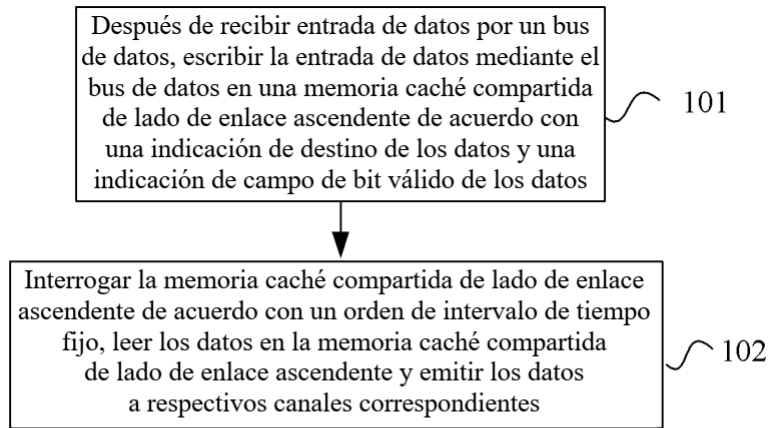 Después de recibir entrada de datos por un bus
de datos, escribir la entrada de datos mediante el
bus de datos en una memoria caché compartida
de lado de enlace ascendente de acuerdo con
una indicación de destino de los datos y una
indicación de campo de bit válido de los datos
101
Interrogar la memoria caché compartida de lado de enlace
ascendente de acuerdo con un orden de intervalo de tiempo
fijo, leer los datos en la memoria caché compartida
de lado de enlace ascendente y emitir los datos
a respectivos canales correspondientes
102